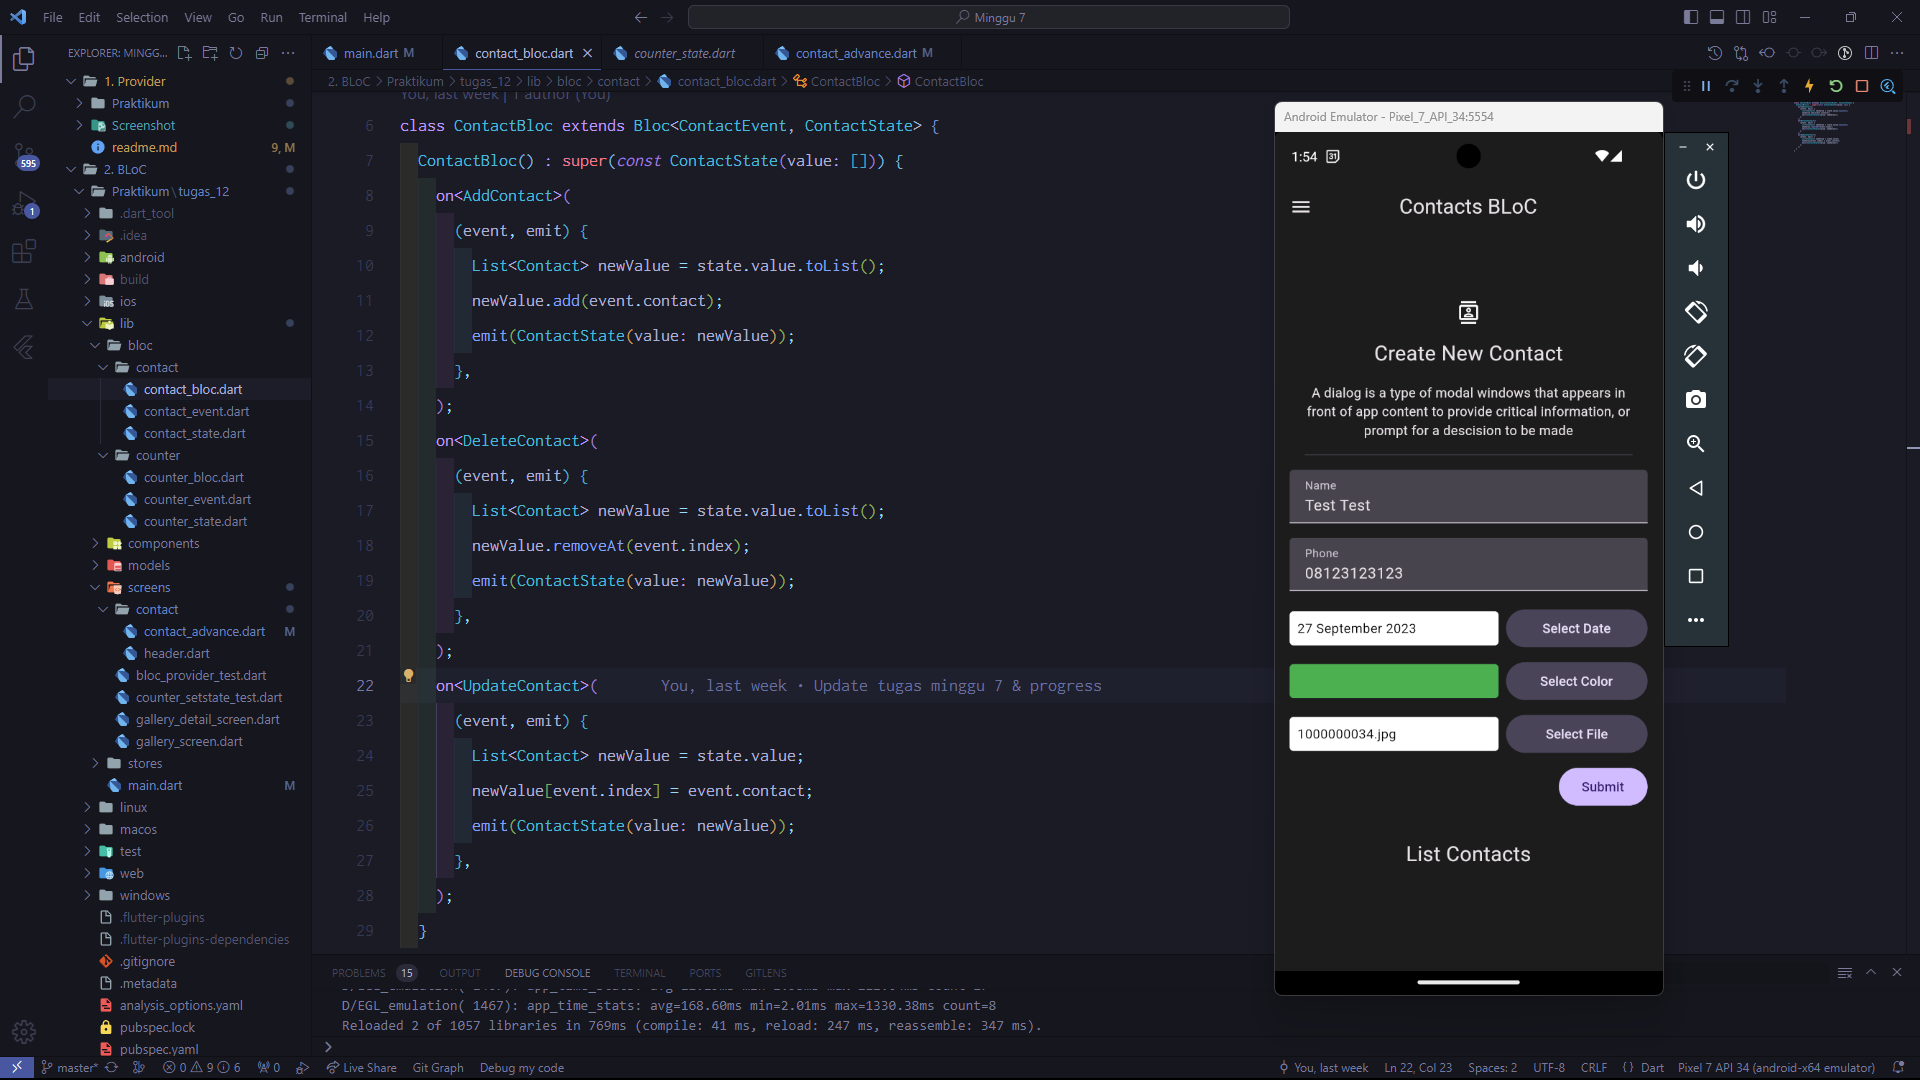 File Edit Selection View Go Run Terminal Help
Minggu 7
EXPLORER: MINGG...
1. Provider
Praktikum
Screenshot
readme.md 9, M
2. BLoC
Praktikum \ tugas_12
.dart_tool
.idea
android
build
ios
lib
bloc
contact
contact_bloc.dart
contact_event.dart
contact_state.dart
counter
counter_bloc.dart
counter_event.dart
counter_state.dart
components
models
screens
contact
contact_advance.dart M
header.dart
bloc_provider_test.dart
counter_setstate_test.dart
gallery_detail_screen.dart
gallery_screen.dart
stores
main.dart M
linux
macos
test
web
windows
.flutter-plugins
.flutter-plugins-dependencies
.gitignore
.metadata
analysis_options.yaml
pubspec.lock
pubspec.yaml
595
1
main.dart M contact_bloc.dart counter_state.dart contact_advance.dart M
2. BLoC > Praktikum > tugas_12 > lib > bloc > contact > contact_bloc.dart > ContactBloc > ContactBloc
You, last week | 1 author (You)
6 class ContactBloc extends Bloc<ContactEvent, ContactState> {
7 ContactBloc() : super(const ContactState(value: [])) {
8 on<AddContact>(
9 (event, emit) {
10 List<Contact> newValue = state.value.toList();
11 newValue.add(event.contact);
12 emit(ContactState(value: newValue));
13 },
14 );
15 on<DeleteContact>(
16 (event, emit) {
17 List<Contact> newValue = state.value.toList();
18 newValue.removeAt(event.index);
19 emit(ContactState(value: newValue));
20 },
21 );
22 on<UpdateContact>( You, last week • Update tugas minggu 7 & progress
23 (event, emit) {
24 List<Contact> newValue = state.value;
25 newValue[event.index] = event.contact;
26 emit(ContactState(value: newValue));
27 },
28 );
29 }
PROBLEMS 15 OUTPUT DEBUG CONSOLE TERMINAL PORTS GITLENS
D/EGL_emulation( 1467): app_time_stats: avg=168.60ms min=2.01ms max=1330.38ms count=8
Reloaded 2 of 1057 libraries in 769ms (compile: 41 ms, reload: 247 ms, reassemble: 347 ms).
Android Emulator - Pixel_7_API_34:5554
1:54 31
Contacts BLoC
Create New Contact
A dialog is a type of modal windows that appears in
front of app content to provide critical information, or
prompt for a descision to be made
Name
Test Test
Phone
08123123123
27 September 2023 Select Date
Select Color
1000000034.jpg Select File
Submit
List Contacts
master* 0 9 6 0 Live Share Git Graph Debug my code
You, last week Ln 22, Col 23 Spaces: 2 UTF-8 CRLF { } Dart Pixel 7 API 34 (android-x64 emulator)